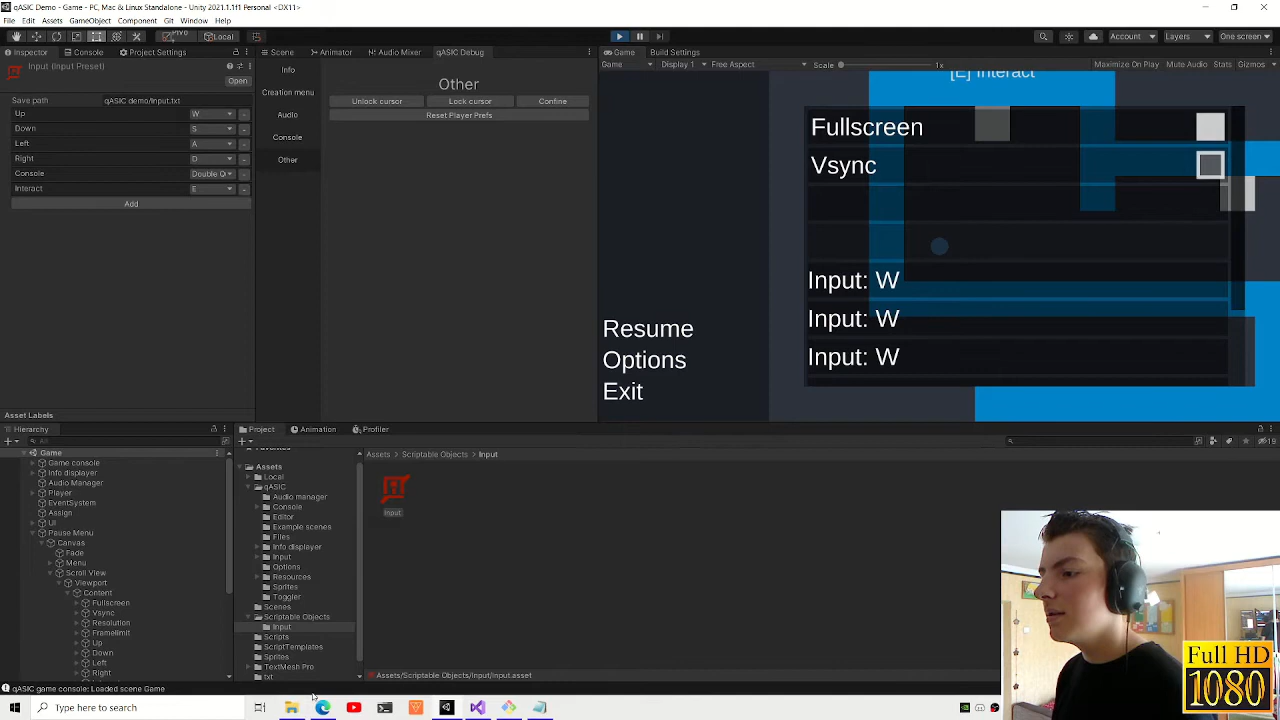 qASIC Demo - Game - PC, Mac & Linux Standalone - Unity 2021.1.1f1 Personal <DX11>
File Edit Assets GameObject Component Git Window Help
Pivot Local Account Layers One screen
Inspector Console Project Settings
Input (Input Preset)
Open
Save path qASIC demo/Input.txt
Up W
Down S
Left A
Right D
Console Double Q
Interact E
Add
Asset Labels
Scene Animator Audio Mixer qASIC Debug
Info
Creation menu
Audio
Console
Other
Other
Unlock cursor Lock cursor Confine
Reset Player Prefs
Game Build Settings
Game Display 1 Free Aspect Scale 1x Maximize On Play Mute Audio Stats Gizmos
[E] Interact
Fullscreen
Vsync
Input: W
Input: W
Input: W
Resume
Options
Exit
Hierarchy
All
Game
Game console
Info displayer
Audio Manager
Player
EventSystem
Assign
UI
Pause Menu
Canvas
Fade
Menu
Scroll View
Viewport
Content
Fullscreen
Vsync
Resolution
Framelimit
Up
Down
Left
Right
Project Animation Profiler
Favorites
Assets
Local
qASIC
Audio manager
Console
Editor
Example scenes
Files
Info displayer
Input
Options
Resources
Sprites
Toggler
Scenes
Scriptable Objects
Input
Scripts
ScriptTemplates
Sprites
TextMesh Pro
txt
Assets Scriptable Objects Input
Input
Assets/Scriptable Objects/Input/Input.asset
qASIC game console: Loaded scene Game
Type here to search
Full HD
1080